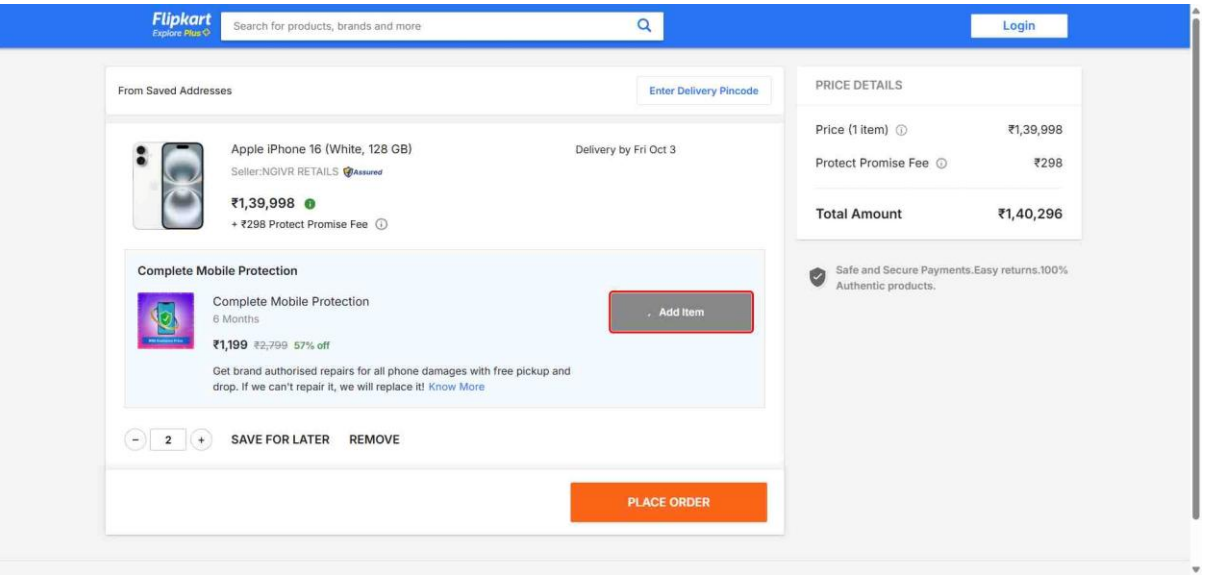 Flipkart
Explore Plus
Search for products, brands and more
Login
From Saved Addresses
Enter Delivery Pincode
Apple iPhone 16 (White, 128 GB)
Delivery by Fri Oct 3
Seller:NGIVR RETAILS Assured
₹1,39,998
+ ₹298 Protect Promise Fee
Complete Mobile Protection
Complete Mobile Protection
6 Months
₹1,199 ₹2,799 57% off
Get brand authorised repairs for all phone damages with free pickup and
drop. If we can't repair it, we will replace it! Know More
Add Item
− 2 + SAVE FOR LATER REMOVE
PLACE ORDER
PRICE DETAILS
Price (1 item) ₹1,39,998
Protect Promise Fee ₹298
Total Amount ₹1,40,296
Safe and Secure Payments.Easy returns.100%
Authentic products.